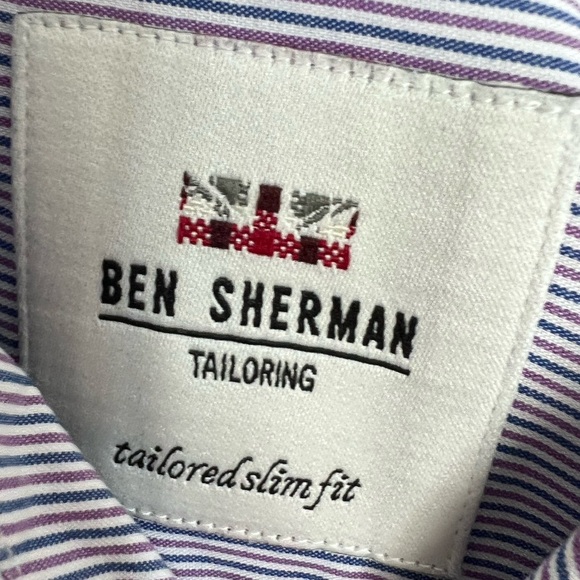 BEN SHERMAN
TAILORING
tailored slim fit